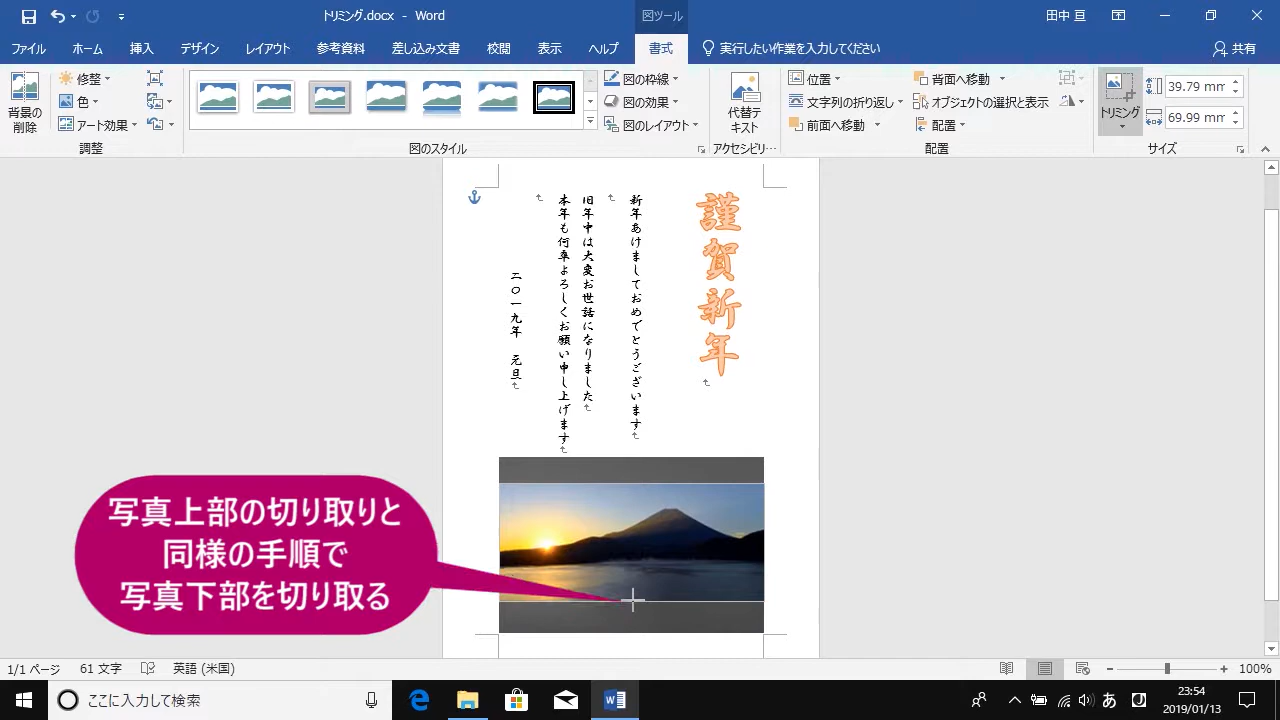 トリミング.docx - Word
図ツール
田中 亘
ファイル
ホーム
挿入
デザイン
レイアウト
参考資料
差し込み文書
校閲
表示
ヘルプ
書式
実行したい作業を入力してください
共有
背景の
削除
修整
色
アート効果
調整
図のスタイル
図の枠線
図の効果
図のレイアウト
代替テ
キスト
アクセシビリ…
位置
文字列の折り返し
前面へ移動
背面へ移動
オブジェクトの選択と表示
配置
配置
トリミング
39.79 mm
69.99 mm
サイズ
謹賀新年
新年あけましておめでとうございます
旧年中は大変お世話になりました
本年も何卒よろしくお願い申し上げます
二〇一九年 元旦
写真上部の切り取りと
同様の手順で
写真下部を切り取る
1/1 ページ
61 文字
英語 (米国)
100%
ここに入力して検索
あ
J
23:54
2019/01/13